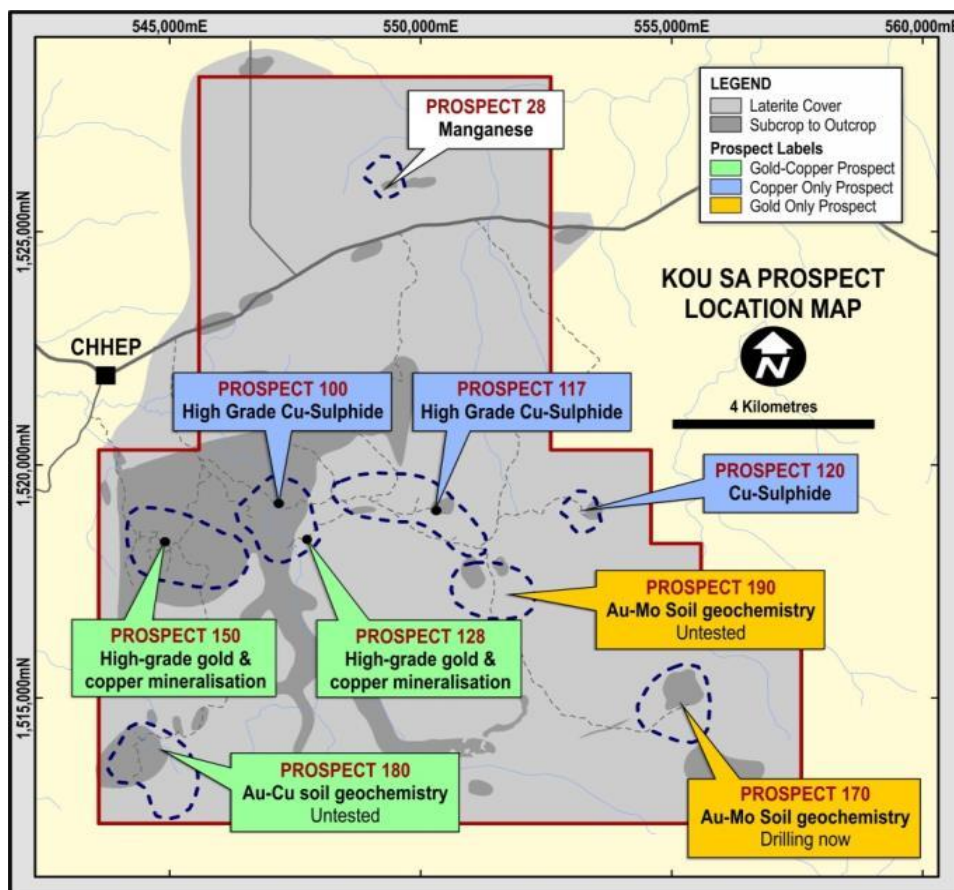 545,000mE
550,000mE
555,000mE
560,000mE
1,525,000mN
1,520,000mN
1,515,000mN
LEGEND
Laterite Cover
Subcrop to Outcrop
Prospect Labels
Gold-Copper Prospect
Copper Only Prospect
Gold Only Prospect
PROSPECT 28
Manganese
KOU SA PROSPECT
LOCATION MAP
N
4 Kilometres
CHHEP
PROSPECT 100
High Grade Cu-Sulphide
PROSPECT 117
High Grade Cu-Sulphide
PROSPECT 120
Cu-Sulphide
PROSPECT 190
Au-Mo Soil geochemistry
Untested
PROSPECT 150
High-grade gold &
copper mineralisation
PROSPECT 128
High-grade gold &
copper mineralisation
PROSPECT 180
Au-Cu soil geochemistry
Untested
PROSPECT 170
Au-Mo Soil geochemistry
Drilling now